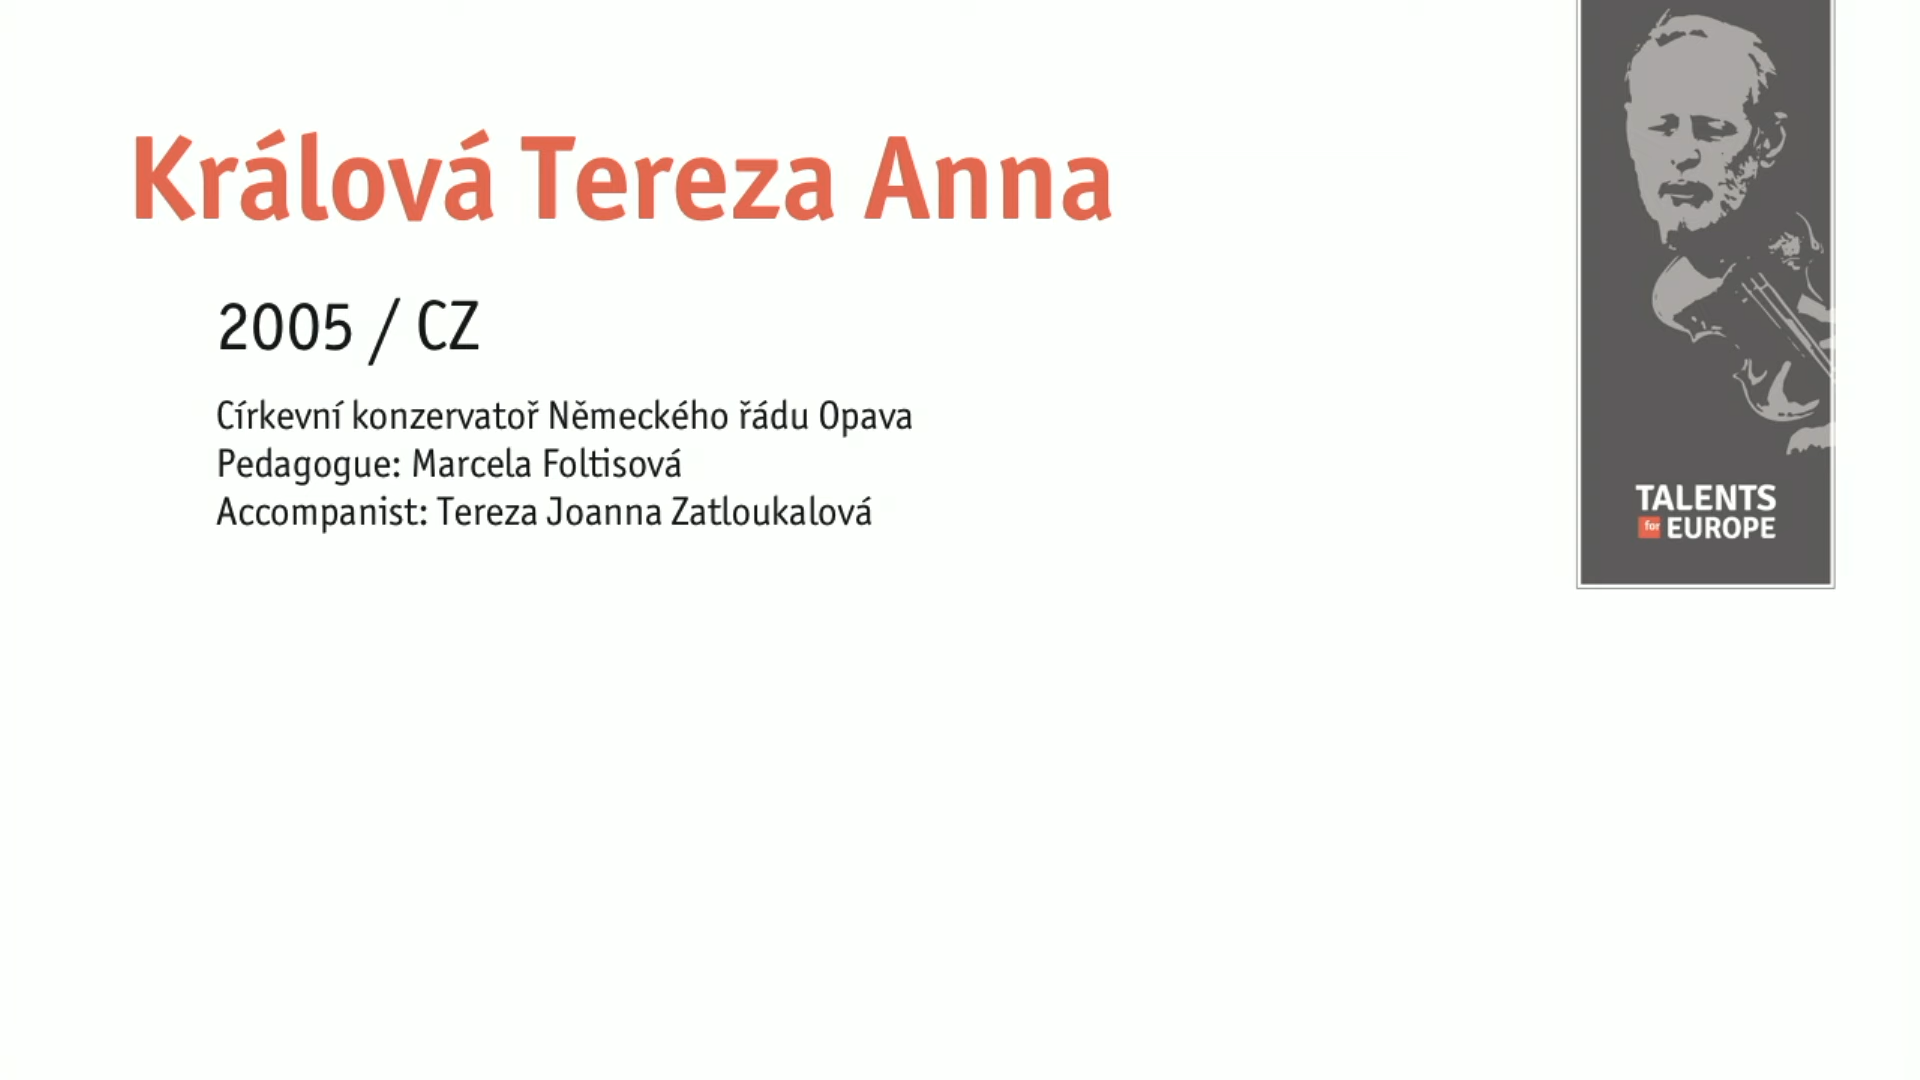 Králová Tereza Anna
2005 / CZ
Církevní konzervatoř Německého řádu Opava
Pedagogue: Marcela Foltisová
Accompanist: Tereza Joanna Zatloukalová
TALENTS
for EUROPE